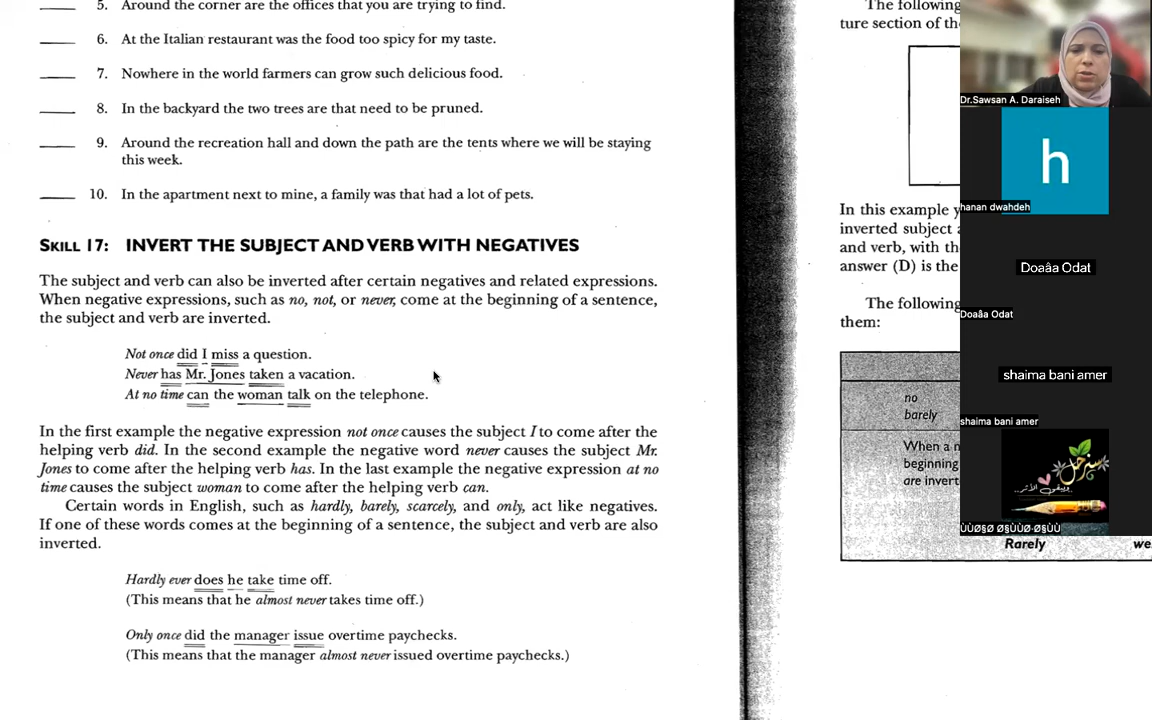 5. Around the corner are the offices that you are trying to find.
6. At the Italian restaurant was the food too spicy for my taste.
7. Nowhere in the world farmers can grow such delicious food.
8. In the backyard the two trees are that need to be pruned.
9. Around the recreation hall and down the path are the tents where we will be staying
this week.
10. In the apartment next to mine, a family was that had a lot of pets.
SKILL 17: INVERT THE SUBJECT AND VERB WITH NEGATIVES
The subject and verb can also be inverted after certain negatives and related expressions.
When negative expressions, such as no, not, or never, come at the beginning of a sentence,
the subject and verb are inverted.
Not once did I miss a question.
Never has Mr. Jones taken a vacation.
At no time can the woman talk on the telephone.
In the first example the negative expression not once causes the subject I to come after the
helping verb did. In the second example the negative word never causes the subject Mr.
Jones to come after the helping verb has. In the last example the negative expression at no
time causes the subject woman to come after the helping verb can.
Certain words in English, such as hardly, barely, scarcely, and only, act like negatives.
If one of these words comes at the beginning of a sentence, the subject and verb are also
inverted.
Hardly ever does he take time off.
(This means that he almost never takes time off.)
Only once did the manager issue overtime paychecks.
(This means that the manager almost never issued overtime paychecks.)
The following
ture section of th
In this example y
inverted subject a
and verb, with th
answer (D) is the
The following
them:
no
barely
When a n
beginning
are invert
Rarely we
Dr.Sawsan A. Daraiseh
h
hanan dwahdeh
Doaâa Odat
Doaâa Odat
shaima bani amer
shaima bani amer
سنرحل
ويبقى الأثر..